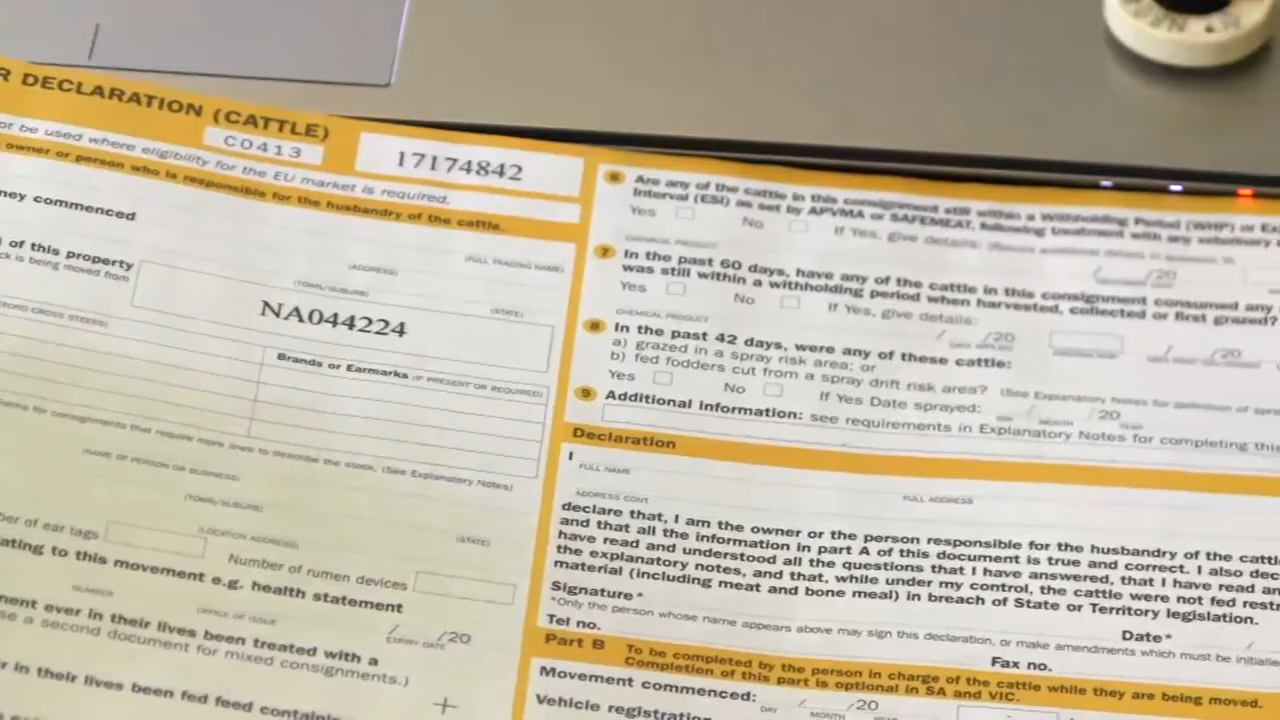 R DECLARATION (CATTLE)
C0413
17174842
ot be used where eligibility for the EU market is required.
owner or person who is responsible for the husbandry of the cattle.
ney commenced
of this property
ck is being moved from
(FULL TRADING NAME)
(ADDRESS)
(TOWN/SUBURB)
(STATE)
NA044224
CROSS STEERS)
Brands or Earmarks (IF PRESENT OR REQUIRED)
forms for consignments that require more lines to describe the stock. (See Explanatory Notes)
(NAME OF PERSON OR BUSINESS)
(TOWN/SUBURB)
(LOCATION ADDRESS)
(STATE)
ber of ear tags
Number of rumen devices
ating to this movement e.g. health statement
NUMBER
OFFICE OF ISSUE
/ /20
EXPIRY DATE
ment ever in their lives been treated with a
se a second document for mixed consignments.)
r in their lives been fed feed containin
6 Are any of the cattle in this consignment still within a Withholding Period (WHP) or Ex
Interval (ESI) as set by APVMA or SAFEMEAT, following treatment with any veterinary
Yes No If Yes, give details:
CHEMICAL PRODUCT
/ /20
7 In the past 60 days, have any of the cattle in this consignment consumed any
was still within a withholding period when harvested, collected or first grazed?
Yes No If Yes, give details:
CHEMICAL PRODUCT
/ /20 / /20
8 In the past 42 days, were any of these cattle:
a) grazed in a spray risk area; or
b) fed fodders cut from a spray drift risk area? (See Explanatory Notes for definition of spra
Yes No If Yes Date sprayed: / /20
MONTH YEAR
9 Additional Information: see requirements in Explanatory Notes for completing this
Declaration
I
FULL NAME
FULL ADDRESS
ADDRESS CONT
declare that, I am the owner or the person responsible for the husbandry of the cattl
and that all the information in part A of this document is true and correct. I also dec
have read and understood all the questions that I have answered, that I have read an
the explanatory notes, and that, while under my control, the cattle were not fed restr
material (including meat and bone meal) in breach of State or Territory legislation.
Signature*
Date* /
*Only the person whose name appears above may sign this declaration, or make amendments which must be initialle
Tel no.
Fax no.
Part B To be completed by the person in charge of the cattle while they are being moved.
Completion of this part is optional in SA and VIC.
Movement commenced: / /20
DAY MONTH
Vehicle registration